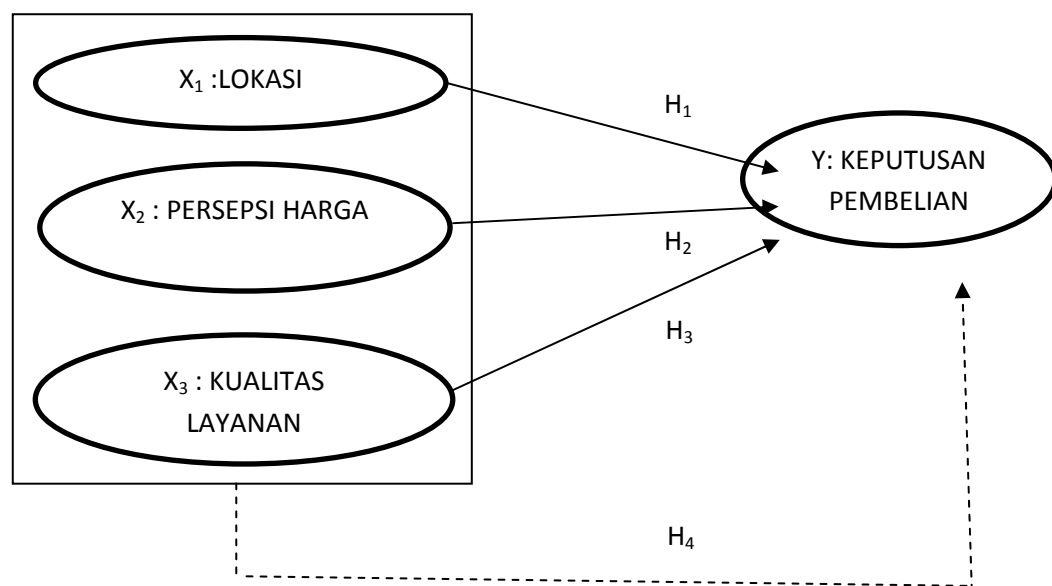 X₁ :LOKASI
H₁
Y: KEPUTUSAN
PEMBELIAN
X₂ : PERSEPSI HARGA
H₂
H₃
X₃ : KUALITAS
LAYANAN
H₄